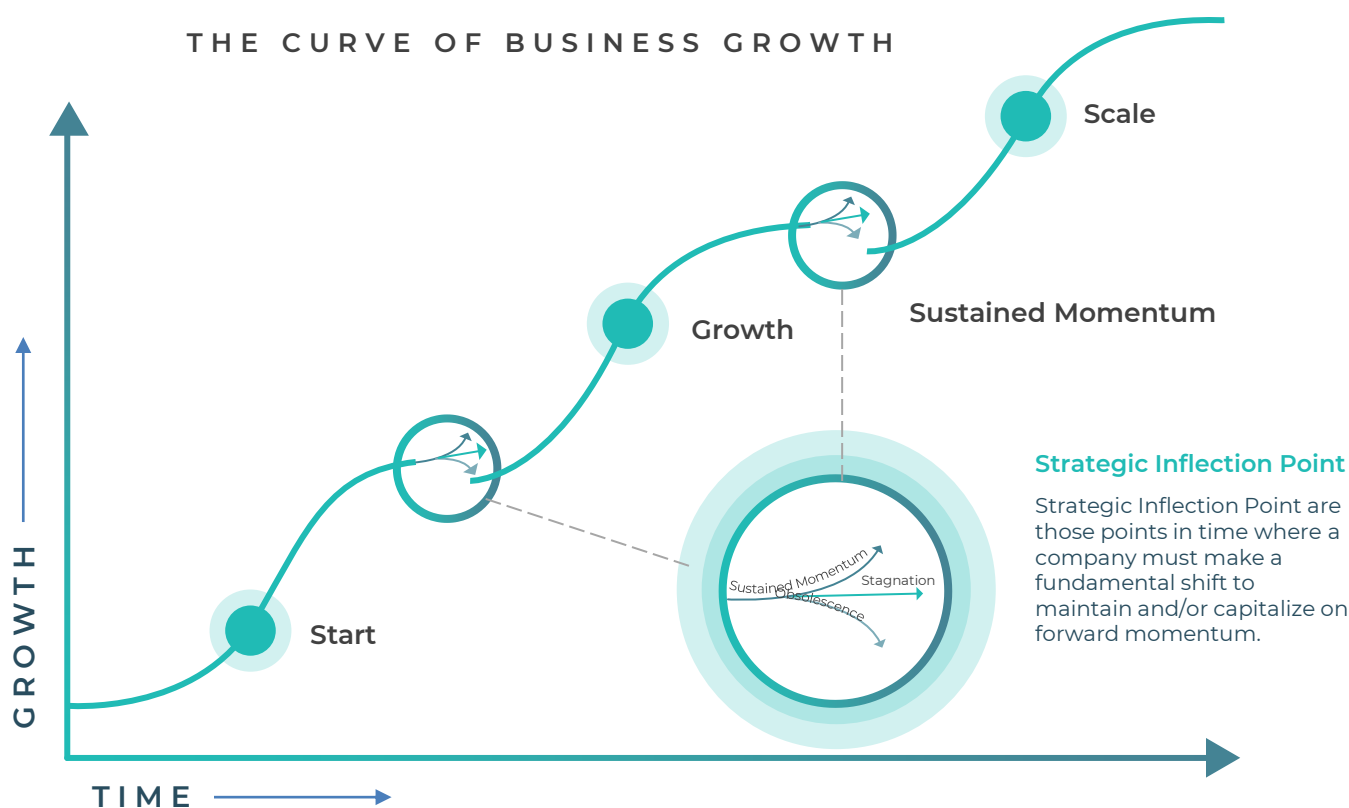 THE CURVE OF BUSINESS GROWTH
Scale
Sustained Momentum
Growth
Start
Strategic Inflection Point
Strategic Inflection Point are
those points in time where a
company must make a
fundamental shift to
maintain and/or capitalize on
forward momentum.
Sustained Momentum
Stagnation
Obsolescence
GROWTH
TIME